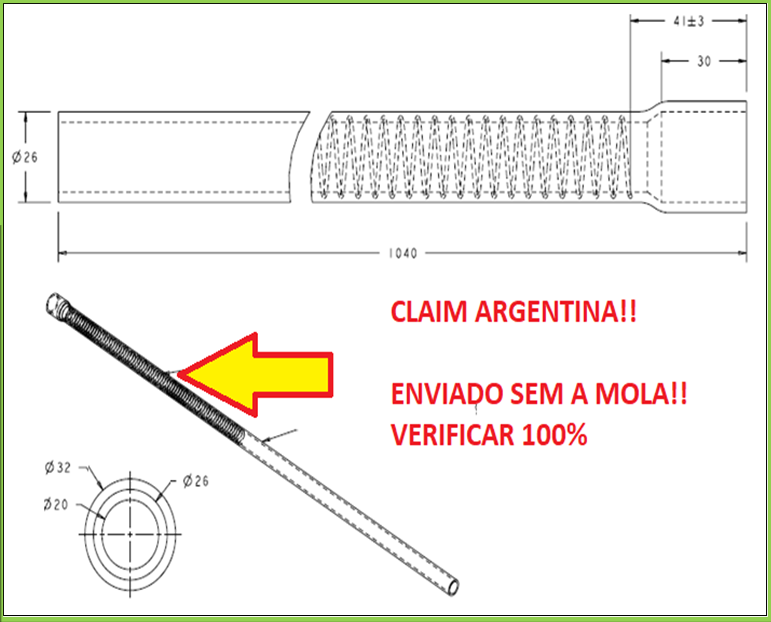 41±3
30
Ø26
1040
CLAIM ARGENTINA!!
ENVIADO SEM A MOLA!!
VERIFICAR 100%
Ø32
Ø26
Ø20